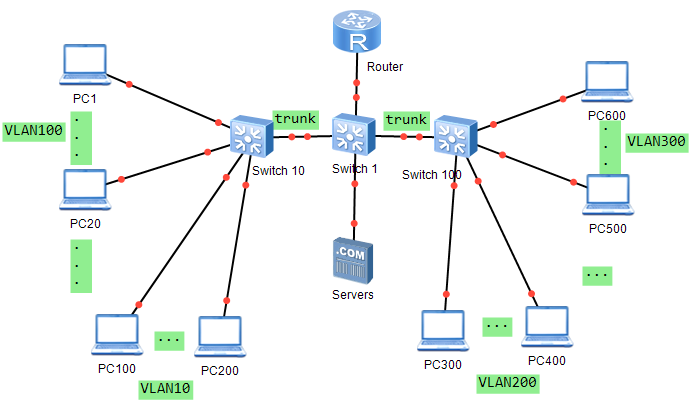 R
Router
PC1
VLAN100
.
.
.
.
PC20
.
.
.
PC100
...
PC200
VLAN10
trunk
trunk
Switch 10
Switch 1
Switch 100
.COM
Servers
PC600
.
.
.
.
VLAN300
PC500
...
PC300
...
PC400
VLAN200